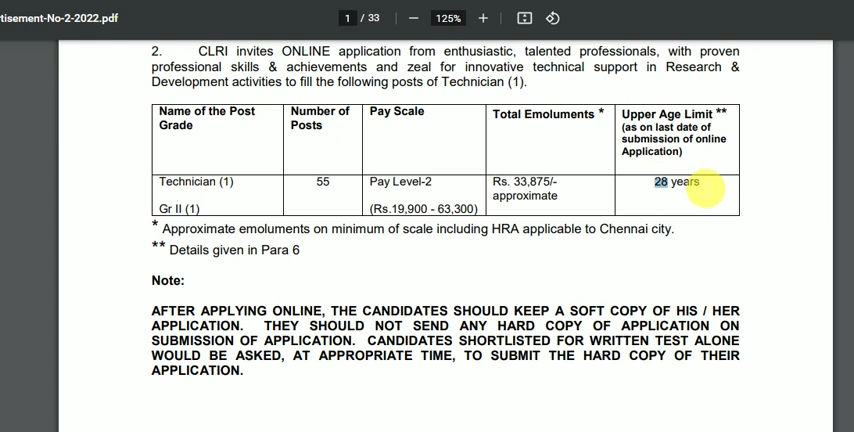 tisement-No-2-2022.pdf
1 / 33
125%
2. CLRI invites ONLINE application from enthusiastic, talented professionals, with proven
professional skills & achievements and zeal for innovative technical support in Research &
Development activities to fill the following posts of Technician (1).
Name of the Post Grade
Number of Posts
Pay Scale
Total Emoluments *
Upper Age Limit **
(as on last date of
submission of online
Application)
Technician (1)
Gr II (1)
55
Pay Level-2
(Rs.19,900 - 63,300)
Rs. 33,875/-
approximate
28 years
* Approximate emoluments on minimum of scale including HRA applicable to Chennai city.
** Details given in Para 6
Note:
AFTER APPLYING ONLINE, THE CANDIDATES SHOULD KEEP A SOFT COPY OF HIS / HER
APPLICATION. THEY SHOULD NOT SEND ANY HARD COPY OF APPLICATION ON
SUBMISSION OF APPLICATION. CANDIDATES SHORTLISTED FOR WRITTEN TEST ALONE
WOULD BE ASKED, AT APPROPRIATE TIME, TO SUBMIT THE HARD COPY OF THEIR
APPLICATION.